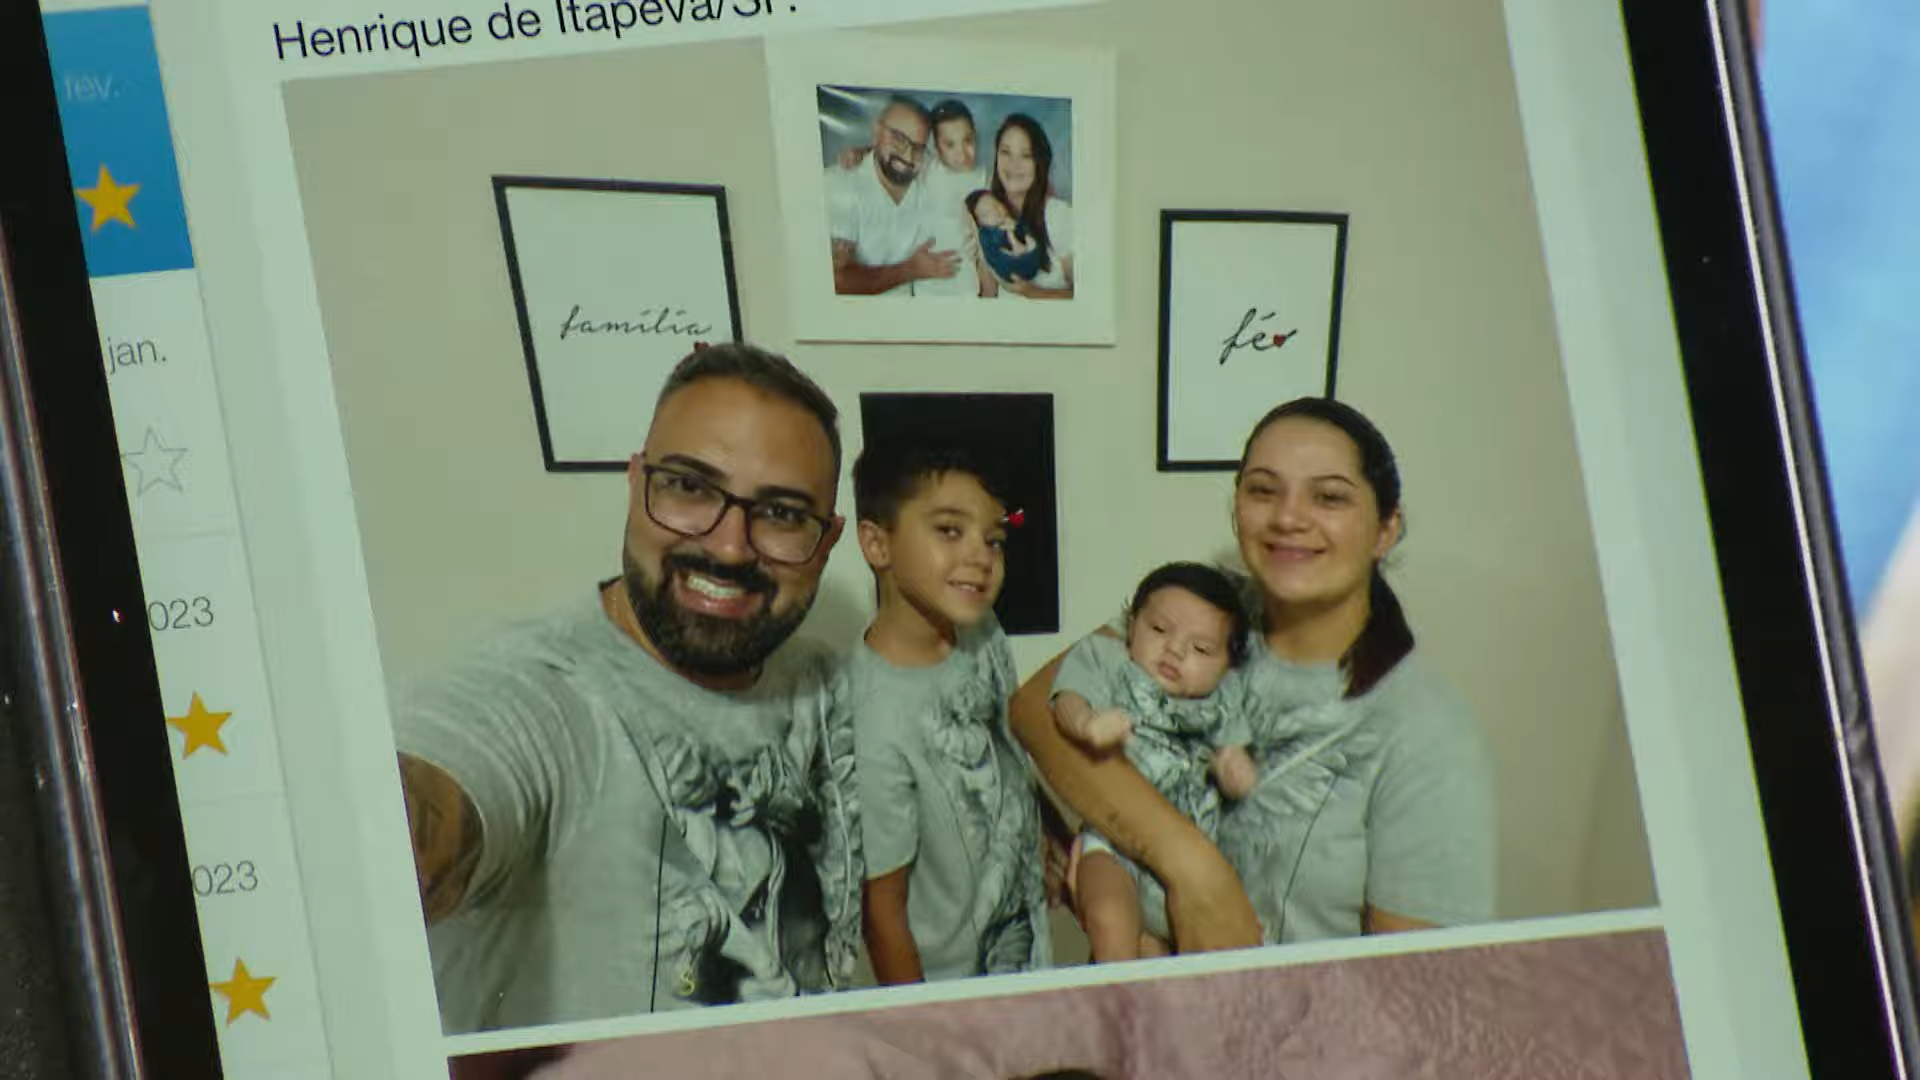 Henrique de Itapeva/SP:
fev.
família
fé
jan.
023
023